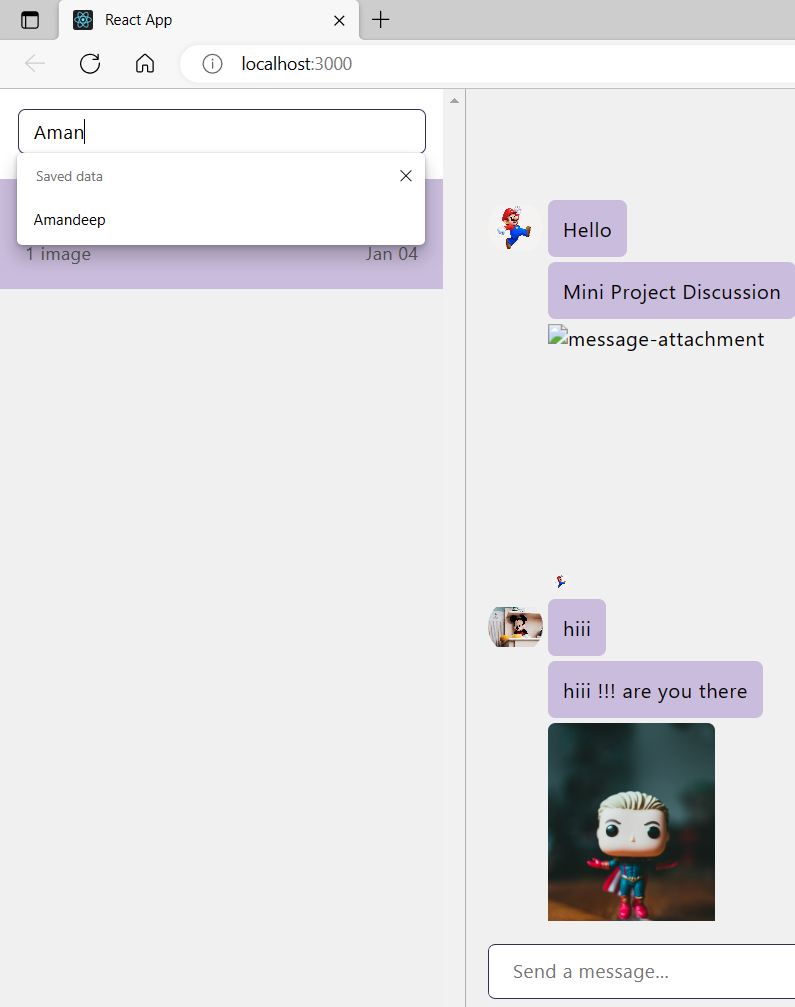 React App
localhost:3000
Aman
Saved data
Amandeep
1 image
Jan 04
Hello
Mini Project Discussion
message-attachment
hiii
hiii !!! are you there
Send a message...